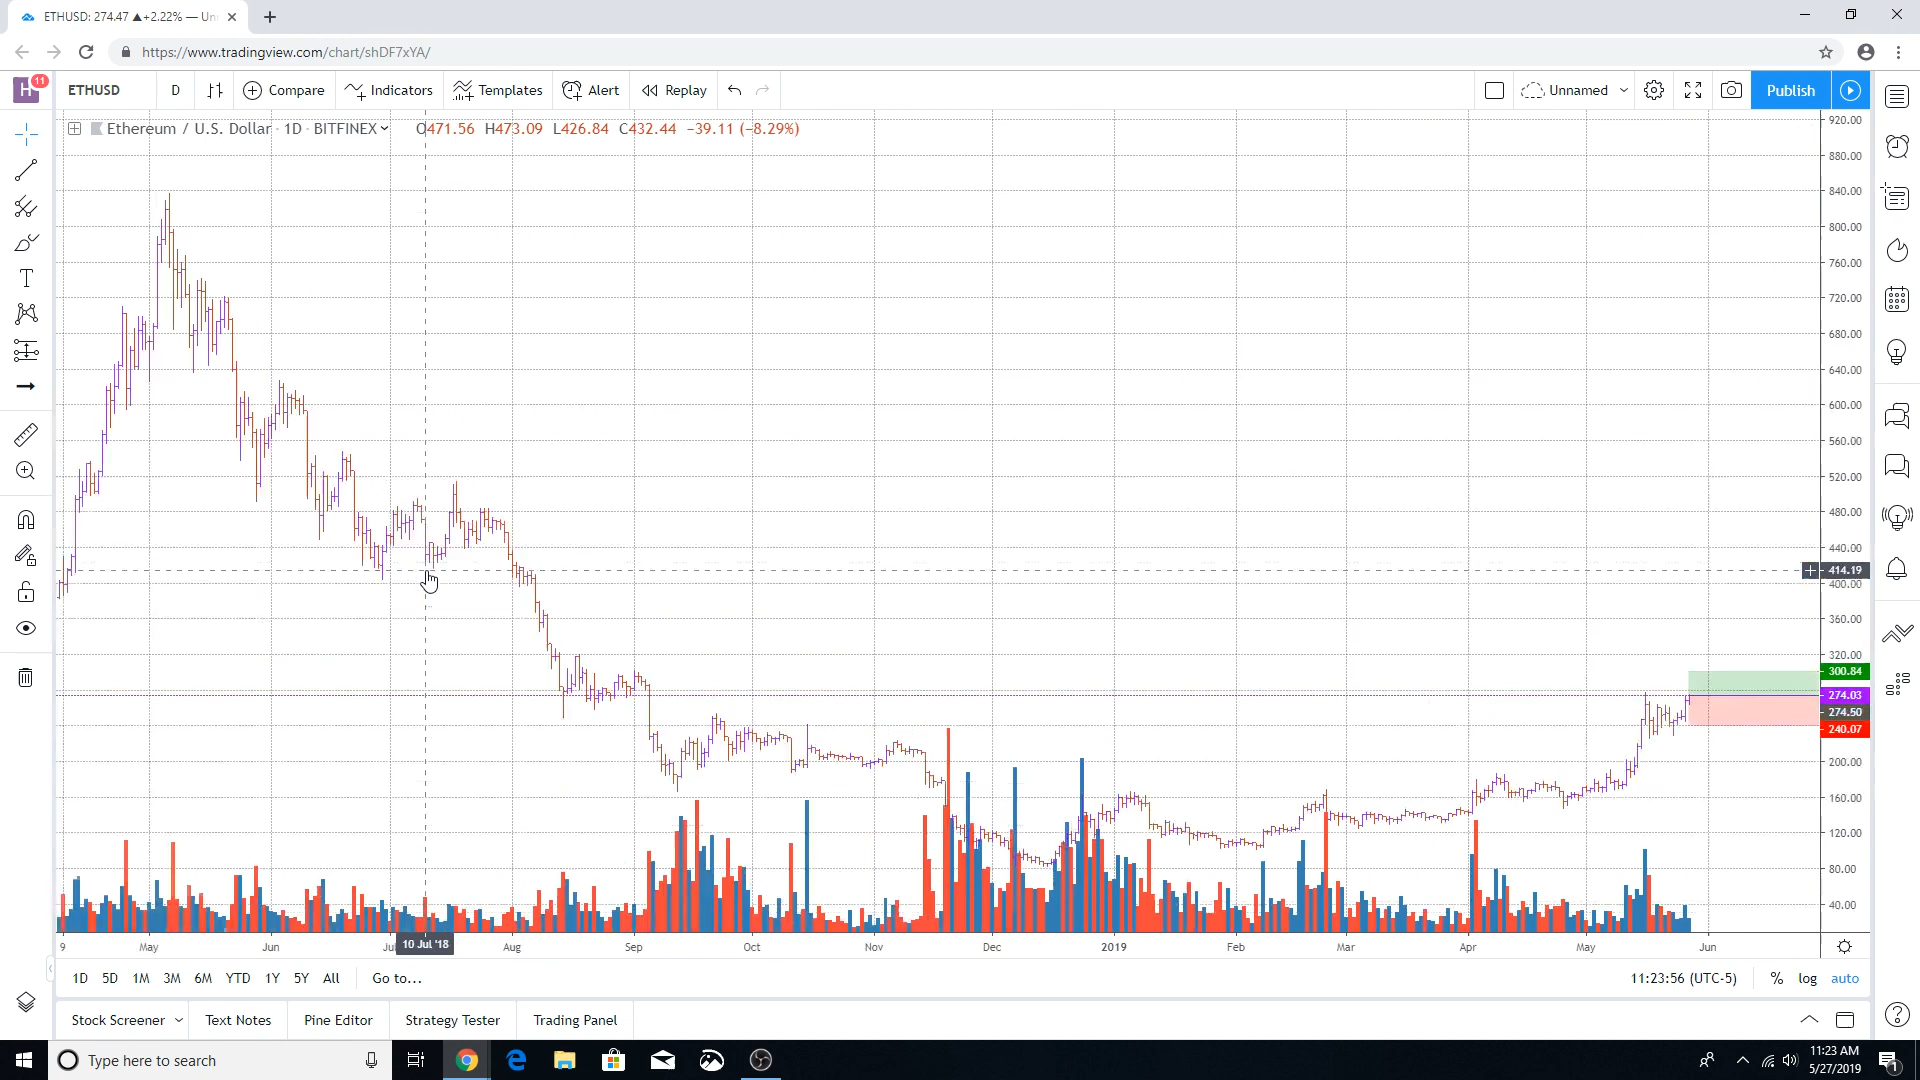 ETHUSD: 274.47 ▲+2.22% — Un
https://www.tradingview.com/chart/shDF7xYA/
H 11
ETHUSD D Compare Indicators Templates Alert Replay Unnamed Publish
Ethereum / U.S. Dollar · 1D · BITFINEX O471.56 H473.09 L426.84 C432.44 −39.11 (−8.29%)
920.00
880.00
840.00
800.00
760.00
720.00
680.00
640.00
600.00
560.00
520.00
480.00
440.00
414.19
400.00
360.00
320.00
300.84
274.03
274.50
240.07
200.00
160.00
120.00
80.00
40.00
9 May Jun Jul 10 Jul '18 Aug Sep Oct Nov Dec 2019 Feb Mar Apr May Jun
1D 5D 1M 3M 6M YTD 1Y 5Y All Go to... 11:23:56 (UTC-5) % log auto
Stock Screener Text Notes Pine Editor Strategy Tester Trading Panel
Type here to search
11:23 AM
5/27/2019
1